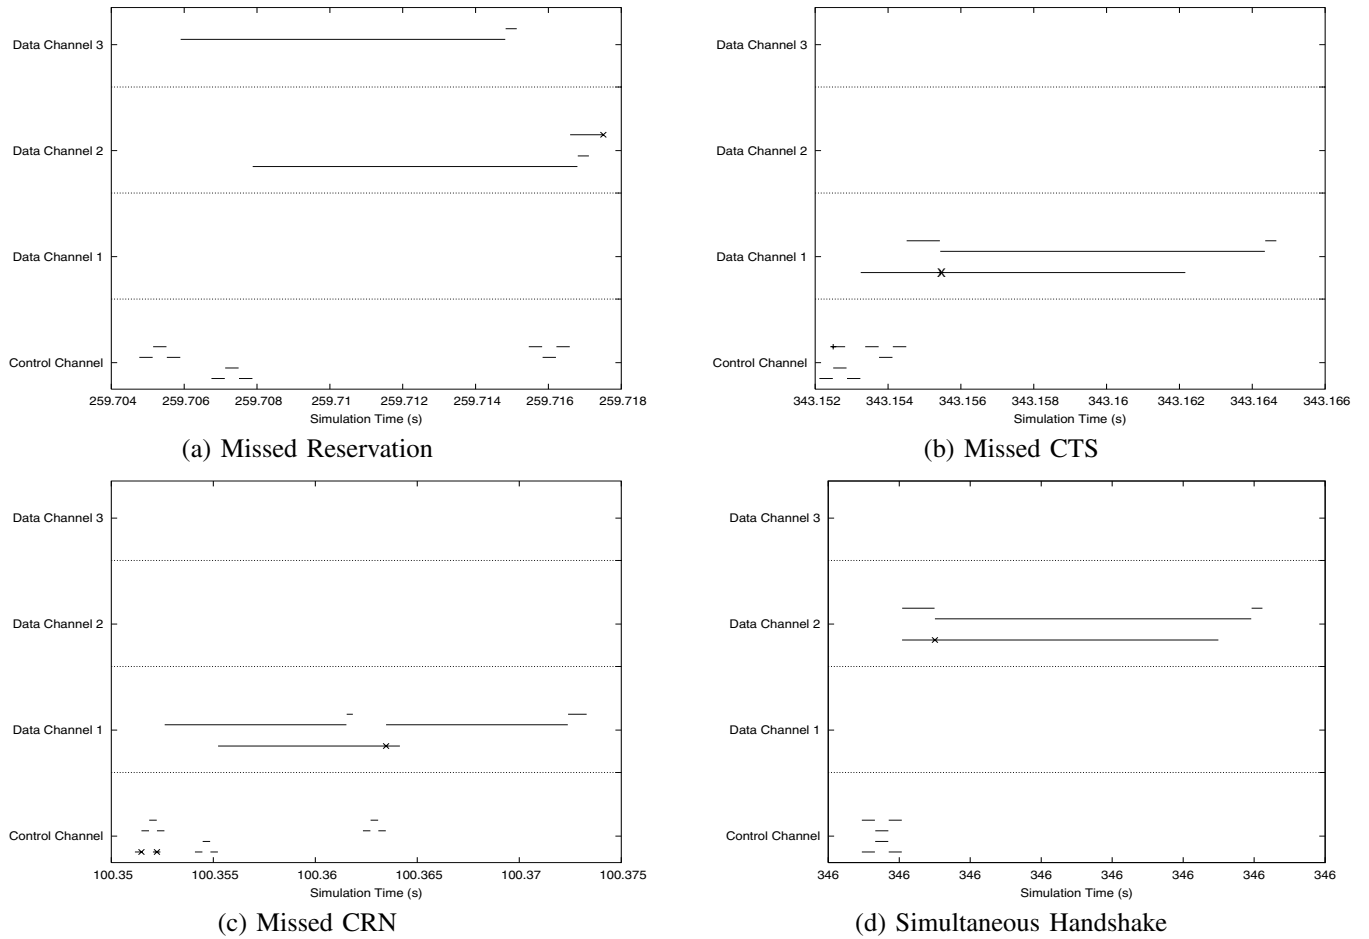 Data Channel 3
Data Channel 2
Data Channel 1
Control Channel
259.704 259.706 259.708 259.71 259.712 259.714 259.716 259.718
Simulation Time (s)
(a) Missed Reservation
Data Channel 3
Data Channel 2
Data Channel 1
Control Channel
343.152 343.154 343.156 343.158 343.16 343.162 343.164 343.166
Simulation Time (s)
(b) Missed CTS
Data Channel 3
Data Channel 2
Data Channel 1
Control Channel
100.35 100.355 100.36 100.365 100.37 100.375
Simulation Time (s)
(c) Missed CRN
Data Channel 3
Data Channel 2
Data Channel 1
Control Channel
346 346 346 346 346 346 346 346
Simulation Time (s)
(d) Simultaneous Handshake